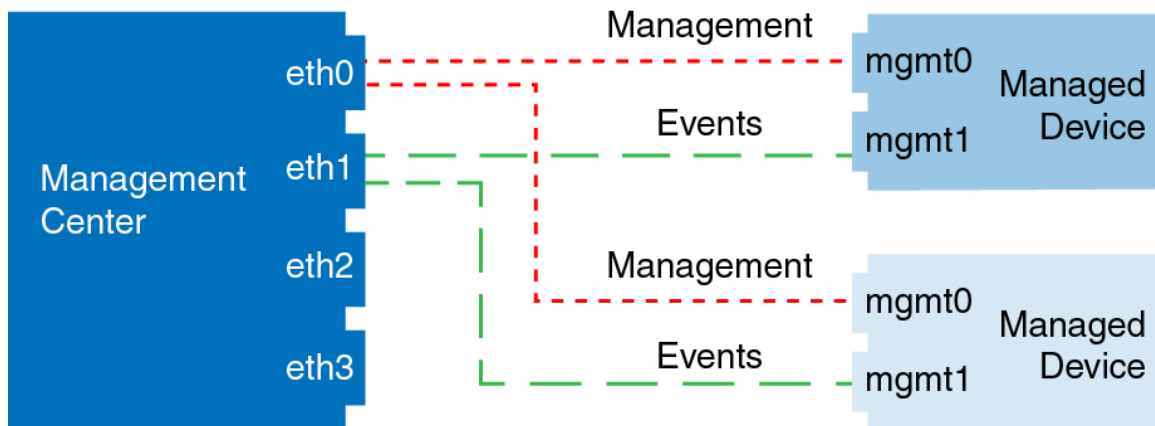 Management
Center
eth0
eth1
eth2
eth3
Management
Events
Management
Events
mgmt0
mgmt1
Managed
Device
mgmt0
mgmt1
Managed
Device